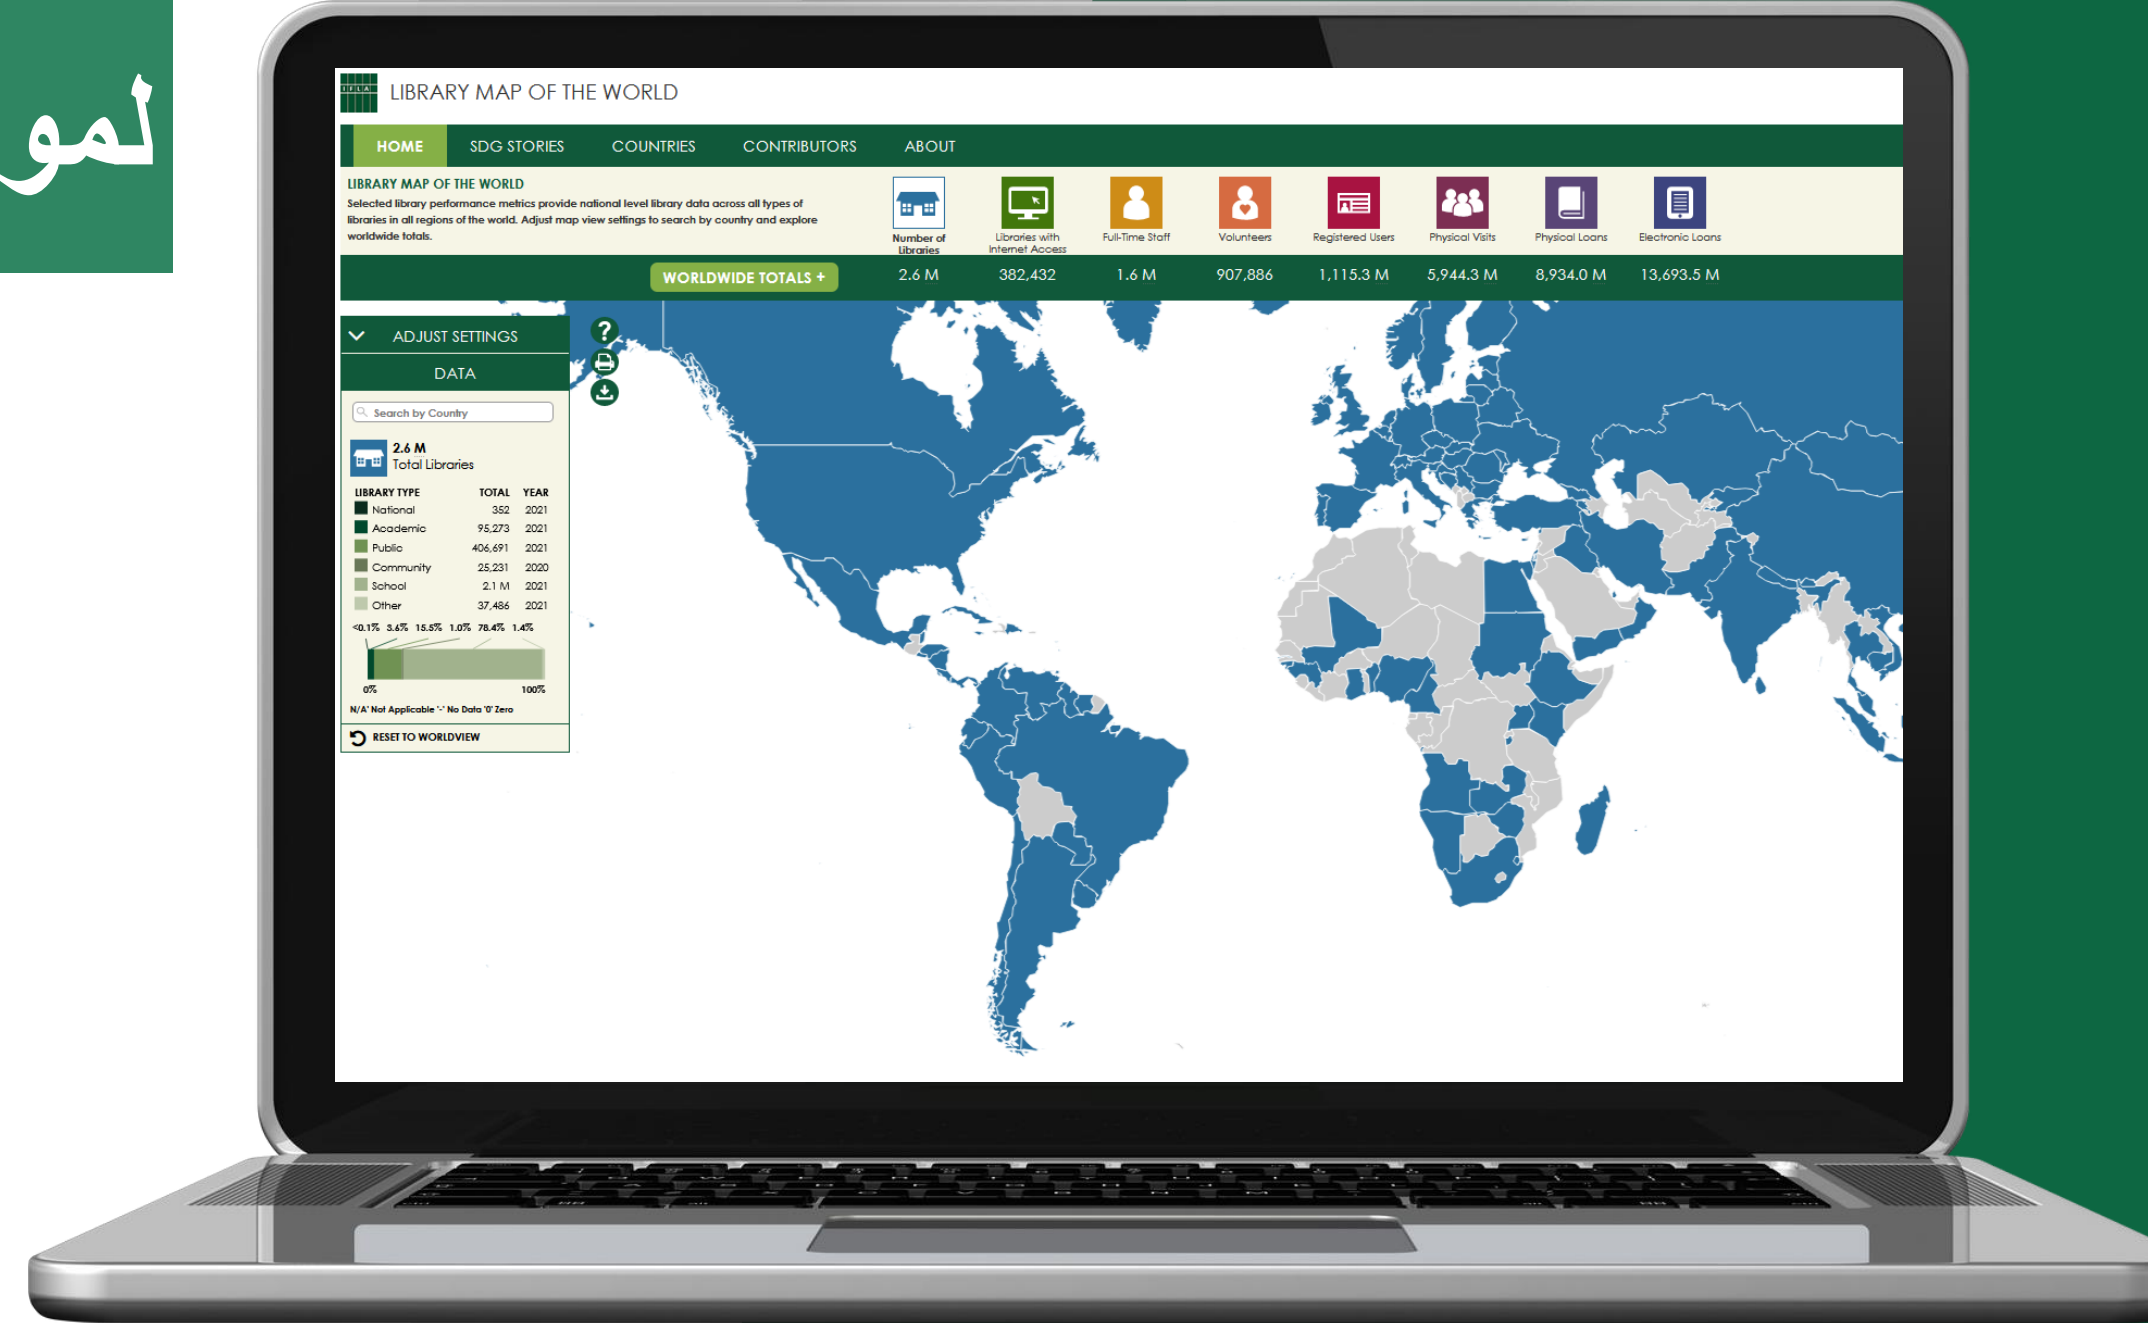 لمو
IFLA
LIBRARY MAP OF THE WORLD
HOME SDG STORIES COUNTRIES CONTRIBUTORS ABOUT
LIBRARY MAP OF THE WORLD
Selected library performance metrics provide national level library data across all types of
libraries in all regions of the world. Adjust map view settings to search by country and explore
worldwide totals.
Number of
Libraries
Libraries with
Internet Access
Full-Time Staff
Volunteers
Registered Users
Physical Visits
Physical Loans
Electronic Loans
WORLDWIDE TOTALS + 2.6 M 382,432 1.6 M 907,886 1,115.3 M 5,944.3 M 8,934.0 M 13,693.5 M
ADJUST SETTINGS
?
DATA
Search by Country
2.6 M
Total Libraries
LIBRARY TYPE TOTAL YEAR
National 352 2021
Academic 95,273 2021
Public 406,691 2021
Community 25,231 2020
School 2.1 M 2021
Other 37,486 2021
<0.1% 3.6% 15.5% 1.0% 78.4% 1.4%
0% 100%
N/A' Not Applicable '-' No Data '0' Zero
RESET TO WORLDVIEW